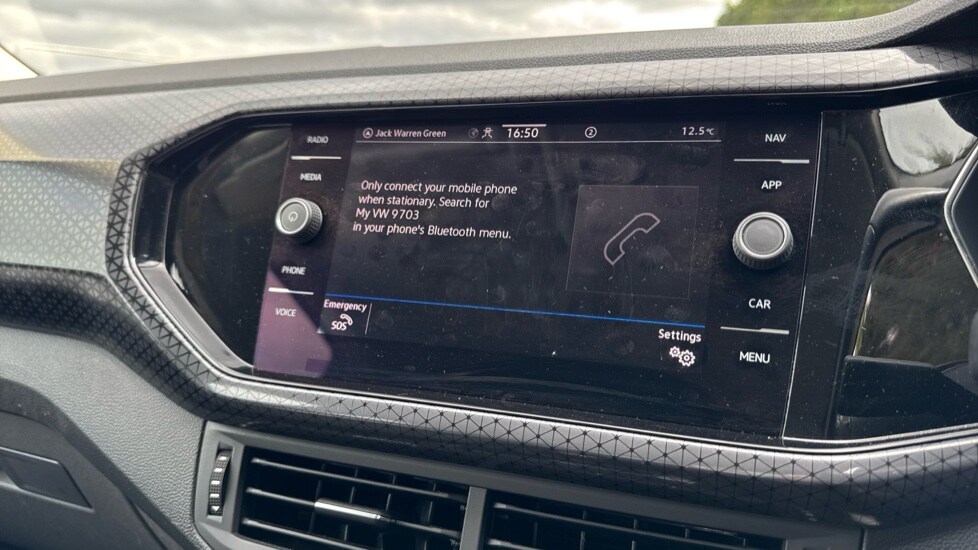 RADIO
MEDIA
PHONE
VOICE
Jack Warren Green 16:50 2 12.5°C
Only connect your mobile phone
when stationary. Search for
My VW 9703
in your phone's Bluetooth menu.
Emergency
SOS
Settings
NAV
APP
CAR
MENU